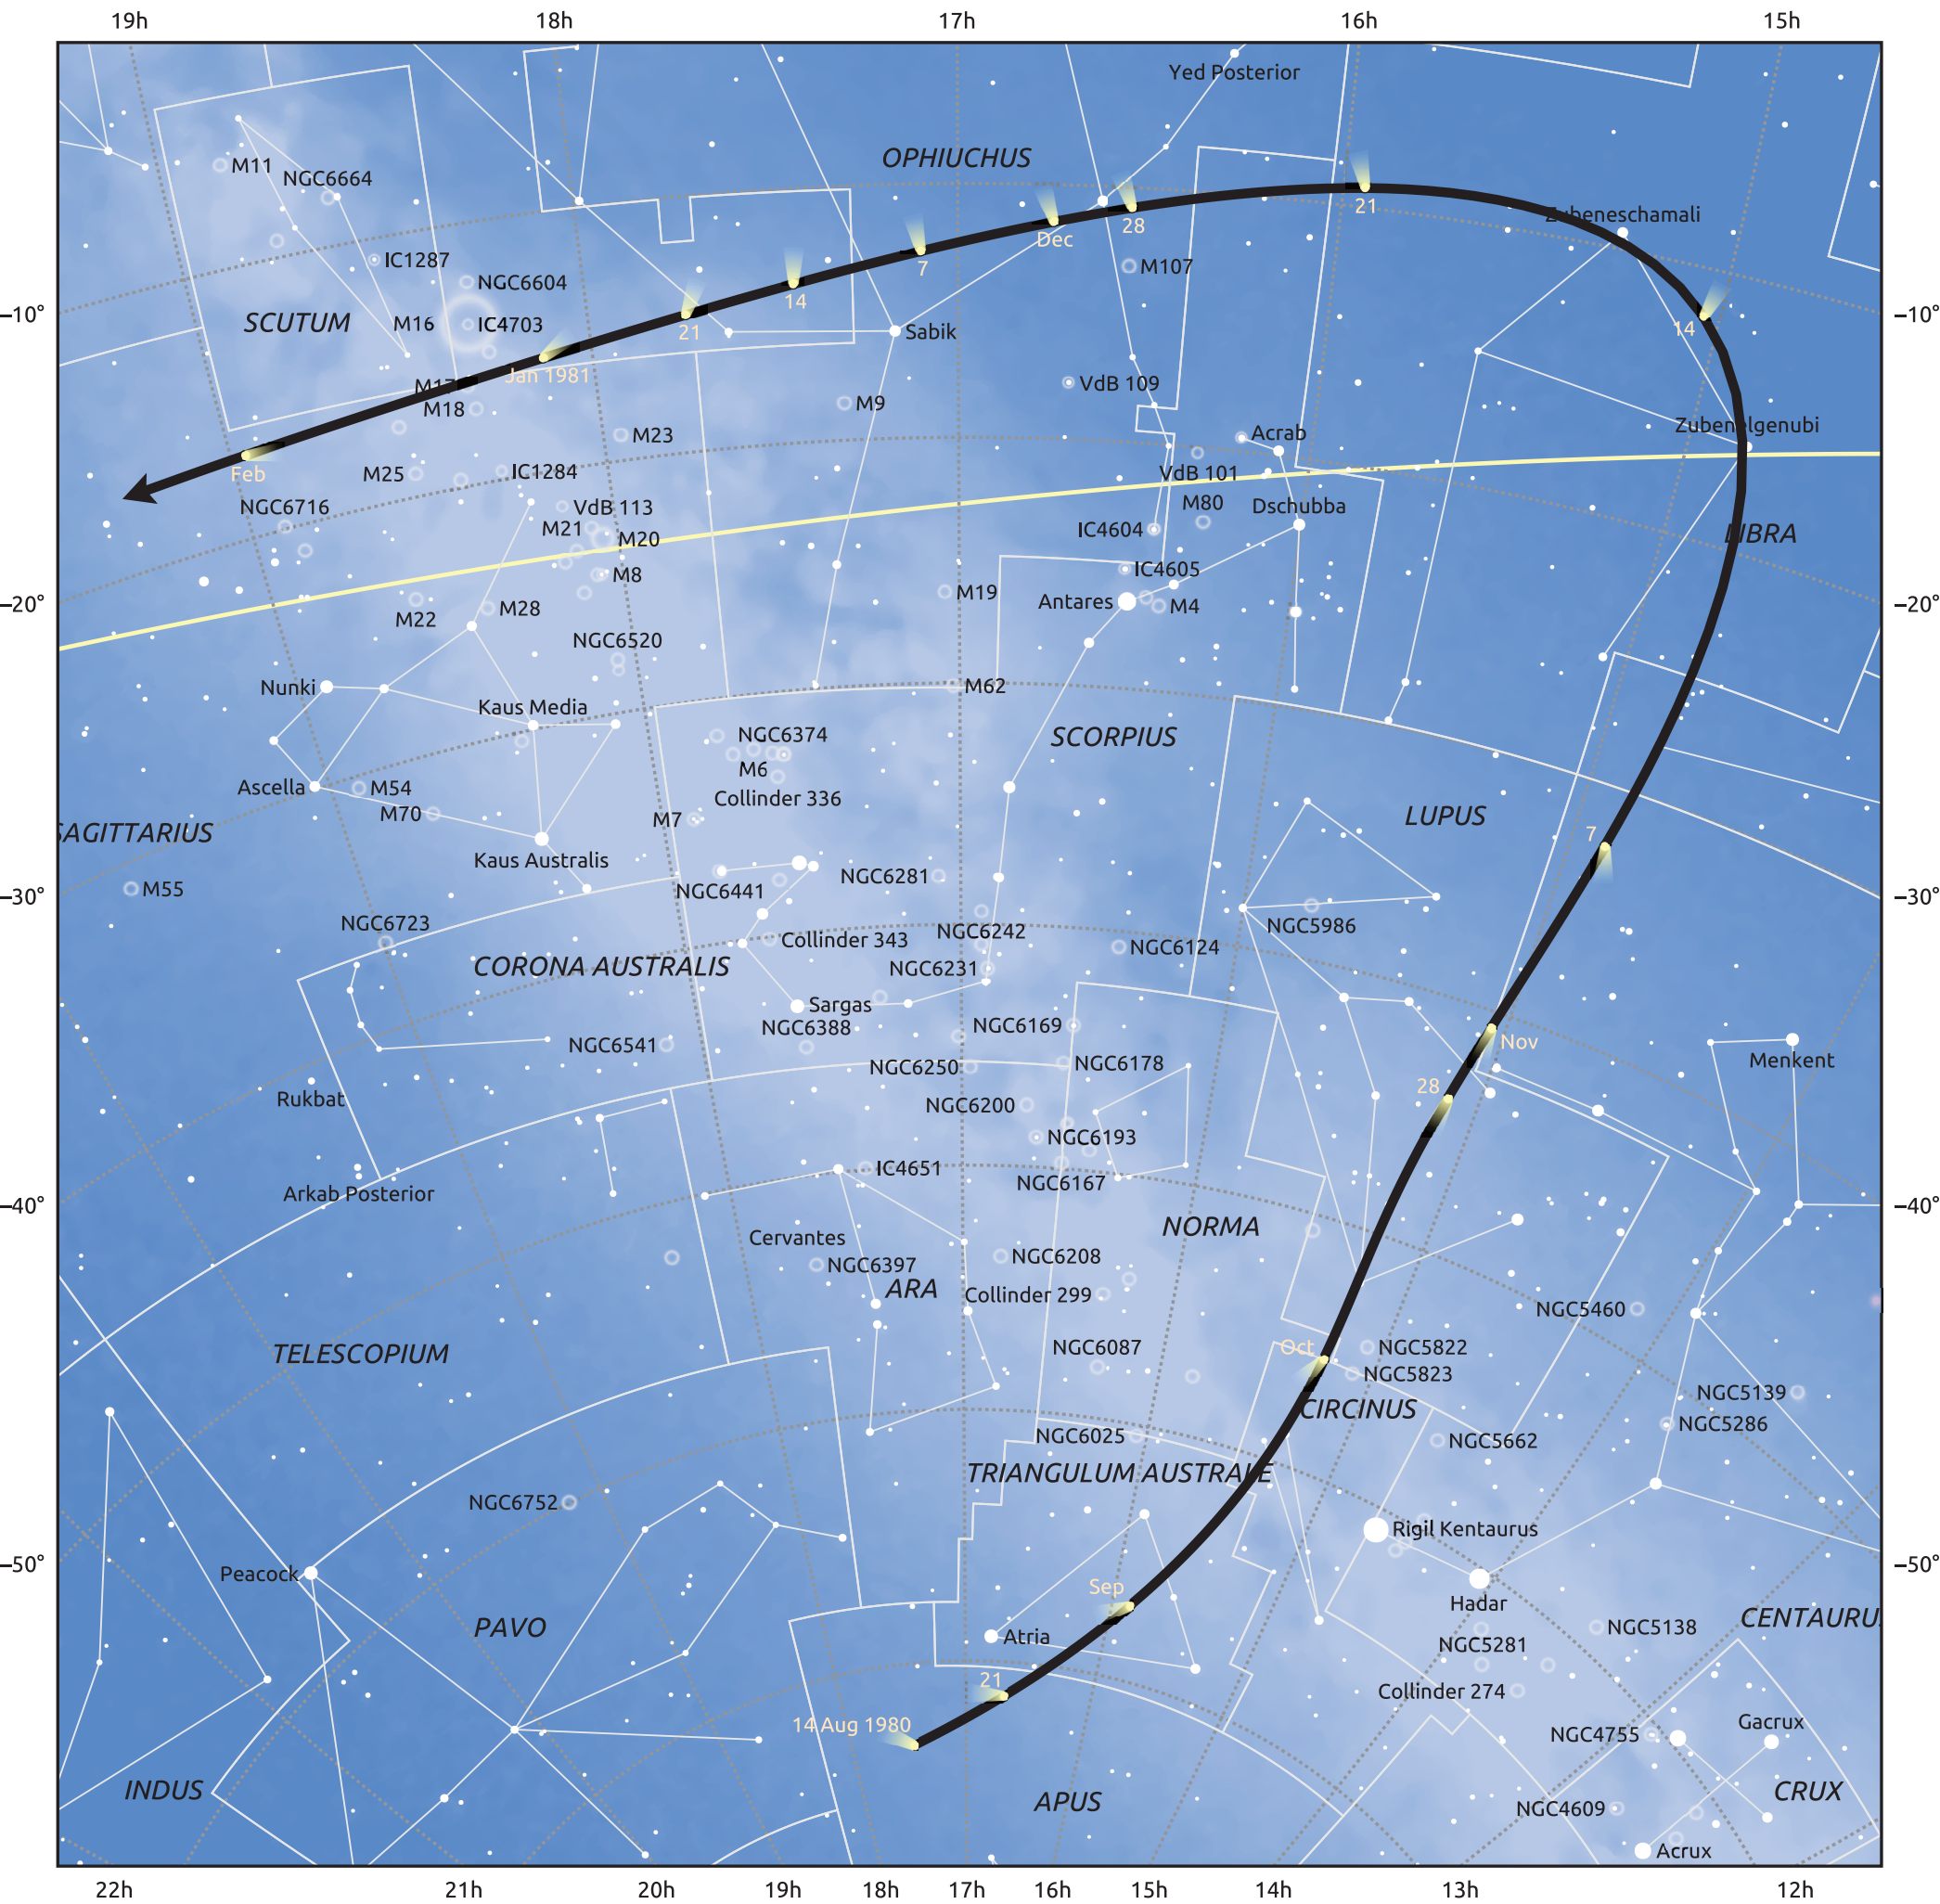 19h 18h 17h 16h 15h
Yed Posterior
OPHIUCHUS
M11
NGC6664
21
Zubeneschamali
28
Dec
IC1287
7
M107
NGC6604
14
−10°
SCUTUM
M16
IC4703
21
Sabik
14
−10°
Jan 1981
M17
VdB 109
M18
M9
M23
Acrab
Zubenelgenubi
Feb
M25
IC1284
VdB 101
NGC6716
VdB 113
M80
Dschubba
M21
M20
IC4604
LIBRA
M8
IC4605
−20°
M22
M28
M19
Antares
M4
−20°
NGC6520
Nunki
M62
Kaus Media
NGC6374
SCORPIUS
M6
Ascella
M54
Collinder 336
M70
M7
LUPUS
SAGITTARIUS
7
Kaus Australis
M55
NGC6441
NGC6281
−30°
−30°
NGC6723
NGC6242
NGC5986
Collinder 343
NGC6124
CORONA AUSTRALIS
NGC6231
Sargas
NGC6388
NGC6169
Nov
NGC6541
NGC6250
NGC6178
Menkent
28
Rukbat
NGC6200
NGC6193
IC4651
NGC6167
Arkab Posterior
−40°
−40°
Cervantes
NORMA
NGC6397
NGC6208
ARA
Collinder 299
NGC5460
TELESCOPIUM
NGC6087
Oct
NGC5822
NGC5823
NGC5139
CIRCINUS
NGC5286
NGC6025
NGC5662
TRIANGULUM AUSTRALE
NGC6752
Rigil Kentaurus
−50°
Peacock
−50°
Sep
Hadar
PAVO
Atria
NGC5138
CENTAURUS
NGC5281
21
Collinder 274
14 Aug 1980
NGC4755
Gacrux
INDUS
APUS
NGC4609
CRUX
Acrux
22h 21h 20h 19h 18h 17h 16h 15h 14h 13h 12h